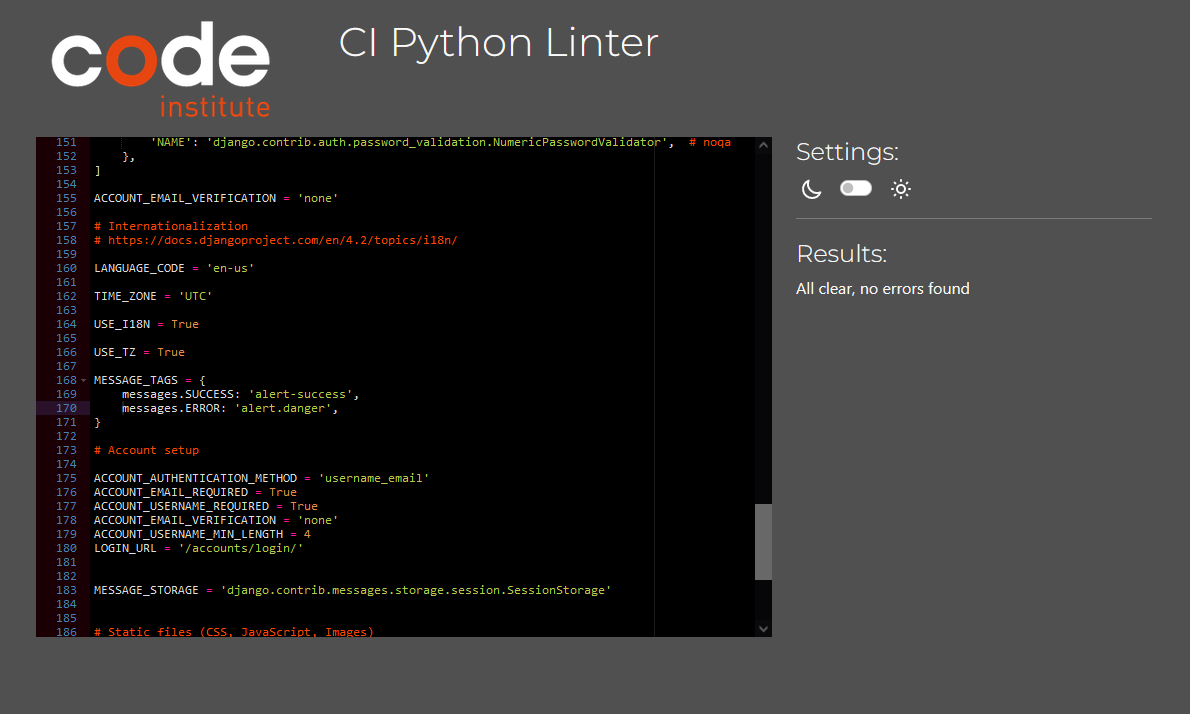 code
institute
CI Python Linter
151 'NAME': 'django.contrib.auth.password_validation.NumericPasswordValidator', # noqa
152 },
153 ]
154
155 ACCOUNT_EMAIL_VERIFICATION = 'none'
156
157 # Internationalization
158 # https://docs.djangoproject.com/en/4.2/topics/i18n/
159
160 LANGUAGE_CODE = 'en-us'
161
162 TIME_ZONE = 'UTC'
163
164 USE_I18N = True
165
166 USE_TZ = True
167
168 MESSAGE_TAGS = {
169 messages.SUCCESS: 'alert-success',
170 messages.ERROR: 'alert.danger',
171 }
172
173 # Account setup
174
175 ACCOUNT_AUTHENTICATION_METHOD = 'username_email'
176 ACCOUNT_EMAIL_REQUIRED = True
177 ACCOUNT_USERNAME_REQUIRED = True
178 ACCOUNT_EMAIL_VERIFICATION = 'none'
179 ACCOUNT_USERNAME_MIN_LENGTH = 4
180 LOGIN_URL = '/accounts/login/'
181
182
183 MESSAGE_STORAGE = 'django.contrib.messages.storage.session.SessionStorage'
184
185
186 # Static files (CSS, JavaScript, Images)
Settings:
Results:
All clear, no errors found